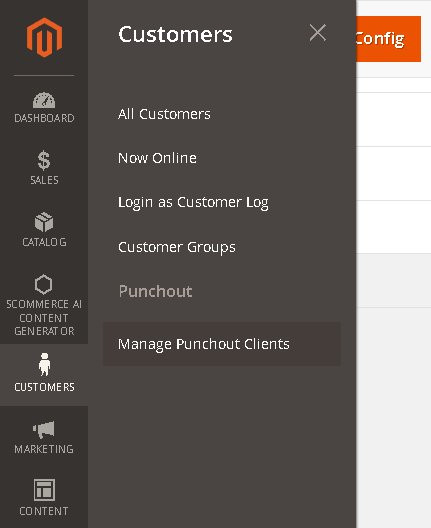 Customers
Config
All Customers
Now Online
Login as Customer Log
Customer Groups
Punchout
Manage Punchout Clients
DASHBOARD
SALES
CATALOG
SCOMMERCE AI
CONTENT
GENERATOR
CUSTOMERS
MARKETING
CONTENT